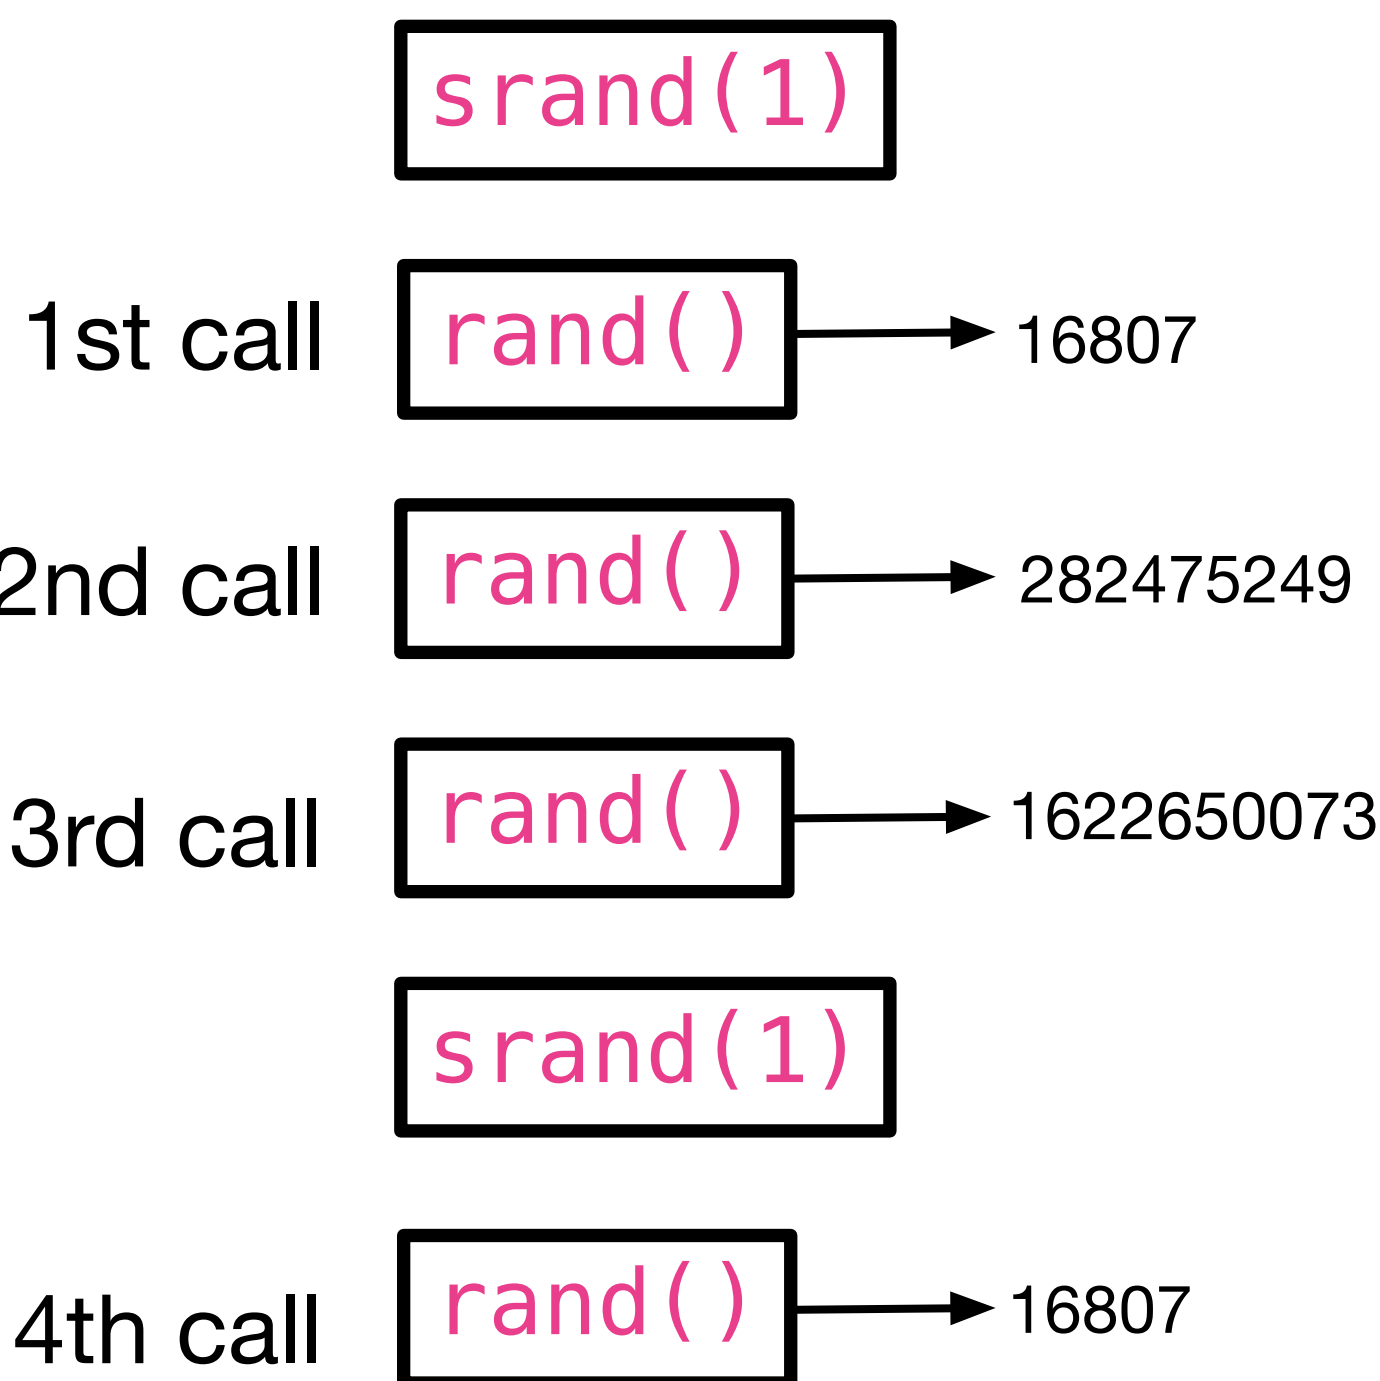 srand(1)
1st call rand() 16807
2nd call rand() 282475249
3rd call rand() 1622650073
srand(1)
4th call rand() 16807